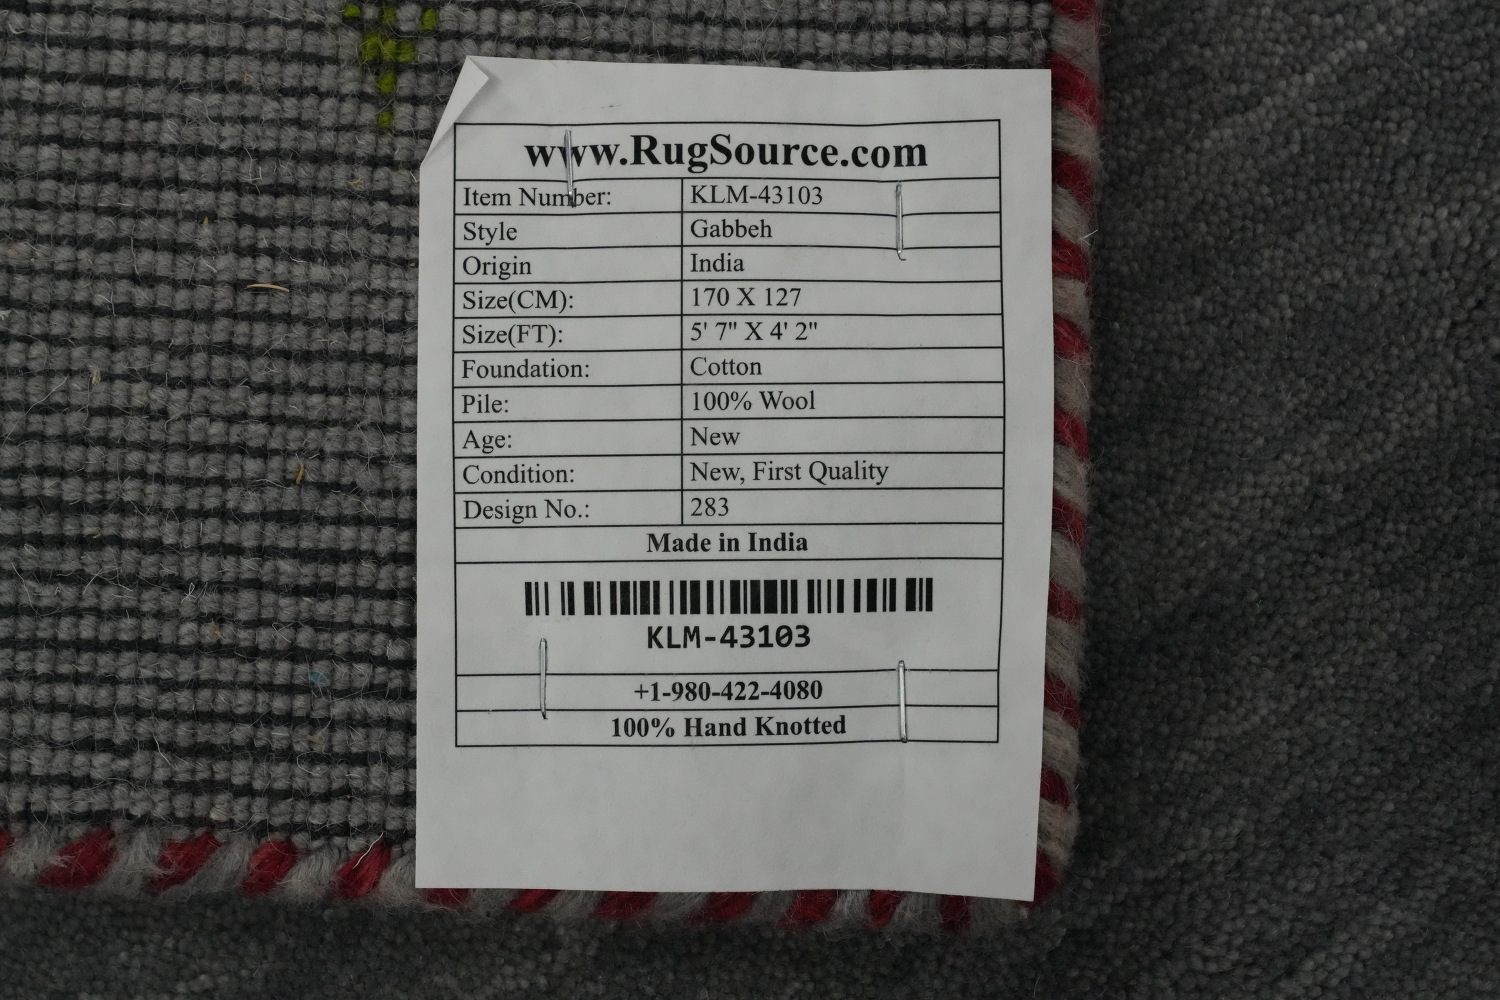 www.RugSource.com
Item Number: KLM-43103
Style Gabbeh
Origin India
Size(CM): 170 X 127
Size(FT): 5' 7" X 4' 2"
Foundation: Cotton
Pile: 100% Wool
Age: New
Condition: New, First Quality
Design No.: 283
Made in India
KLM-43103
+1-980-422-4080
100% Hand Knotted